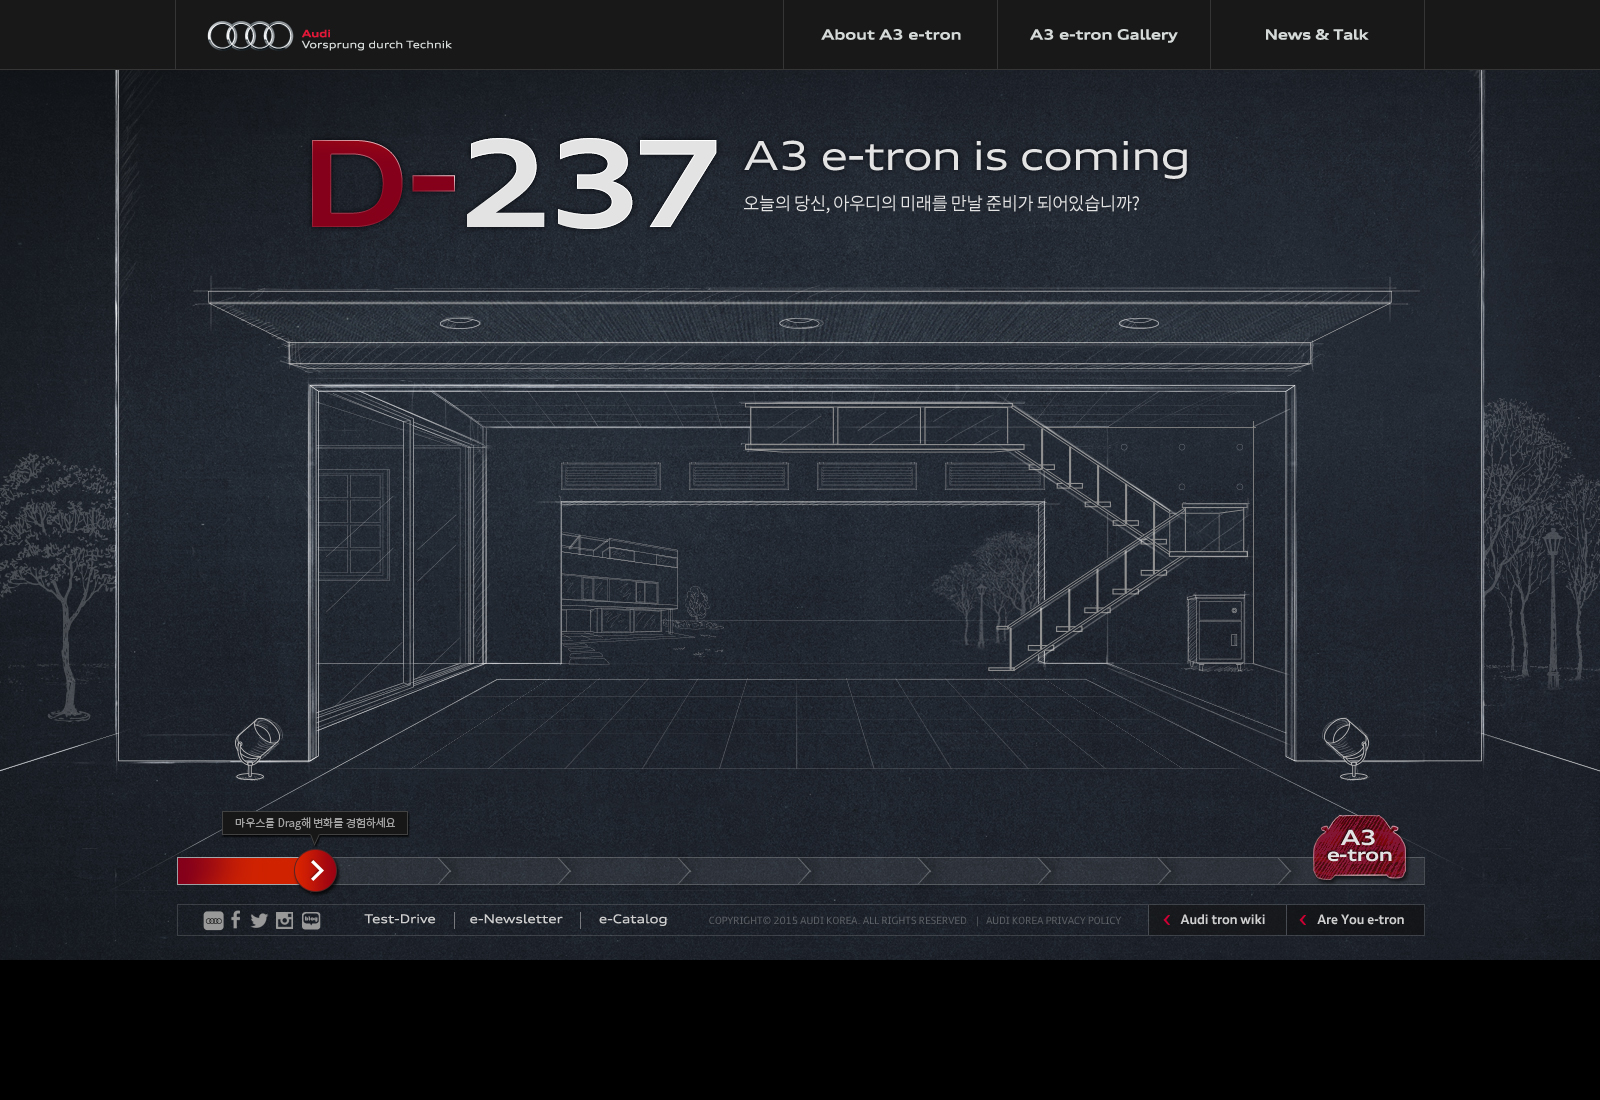 Audi
Vorsprung durch Technik
About A3 e-tron
A3 e-tron Gallery
News & Talk
D-237
A3 e-tron is coming
오늘의 당신, 아우디의 미래를 만날 준비가 되어있습니까?
마우스를 Drag해 변화를 경험하세요
A3
e-tron
blog
Test-Drive
e-Newsletter
e-Catalog
COPYRIGHT© 2015 AUDI KOREA. ALL RIGHTS RESERVED | AUDI KOREA PRIVACY POLICY
Audi tron wiki
Are You e-tron